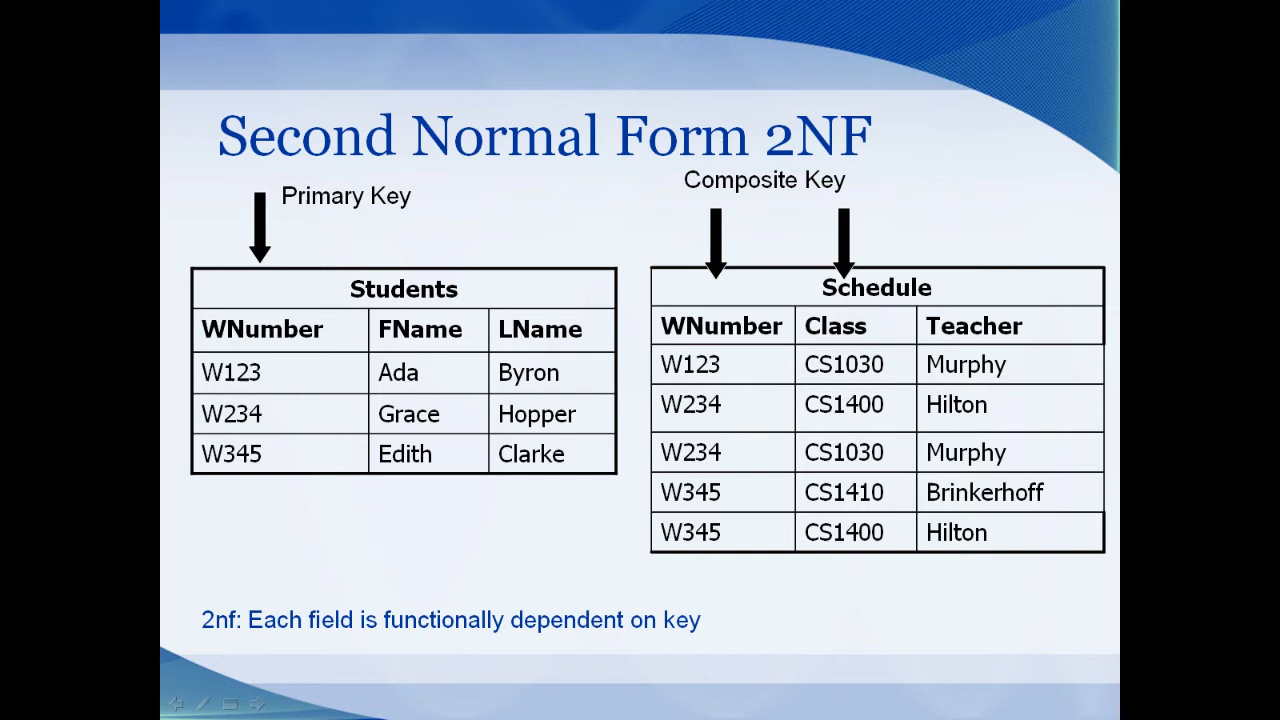 Second Normal Form 2NF
Primary Key
Composite Key
Students
WNumber FName LName
W123 Ada Byron
W234 Grace Hopper
W345 Edith Clarke
Schedule
WNumber Class Teacher
W123 CS1030 Murphy
W234 CS1400 Hilton
W234 CS1030 Murphy
W345 CS1410 Brinkerhoff
W345 CS1400 Hilton
2nf: Each field is functionally dependent on key